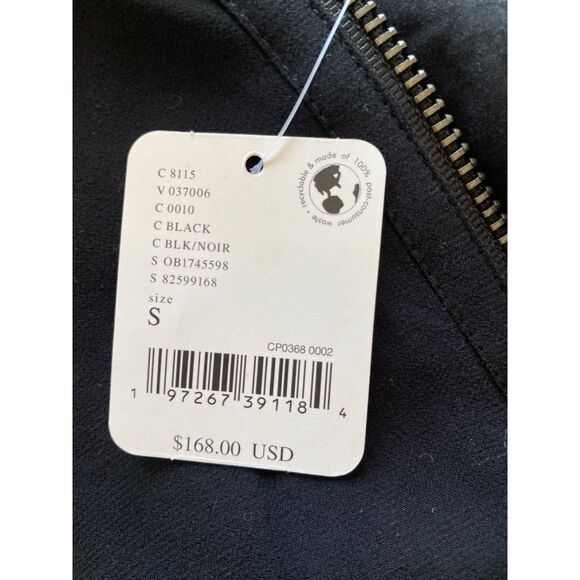 C 8115
V 037006
C 0010
C BLACK
C BLK/NOIR
S OB1745598
S 82599168
size
S
recyclable & made of 100% post-consumer waste •
CP0368 0002
1 97267 39118 4
$168.00 USD